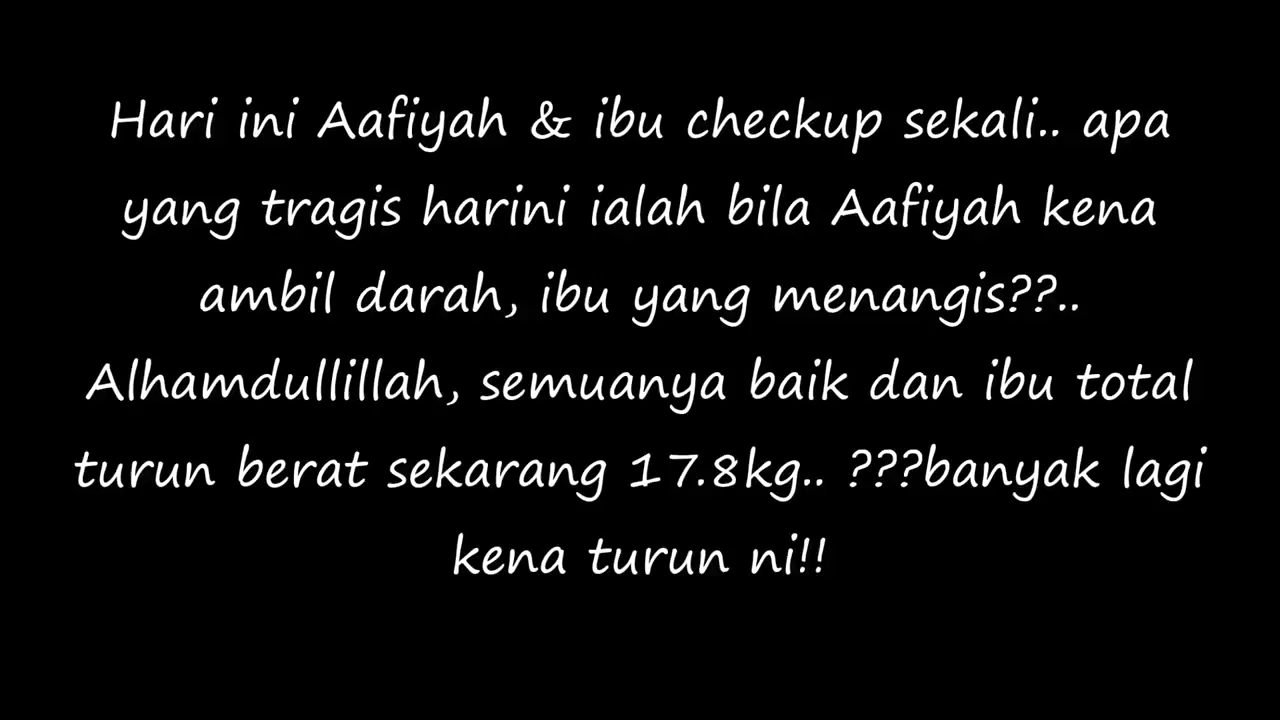 Hari ini Aafiyah & ibu checkup sekali.. apa
yang tragis harini ialah bila Aafiyah kena
ambil darah, ibu yang menangis??..
Alhamdullillah, semuanya baik dan ibu total
turun berat sekarang 17.8kg.. ???banyak lagi
kena turun ni!!